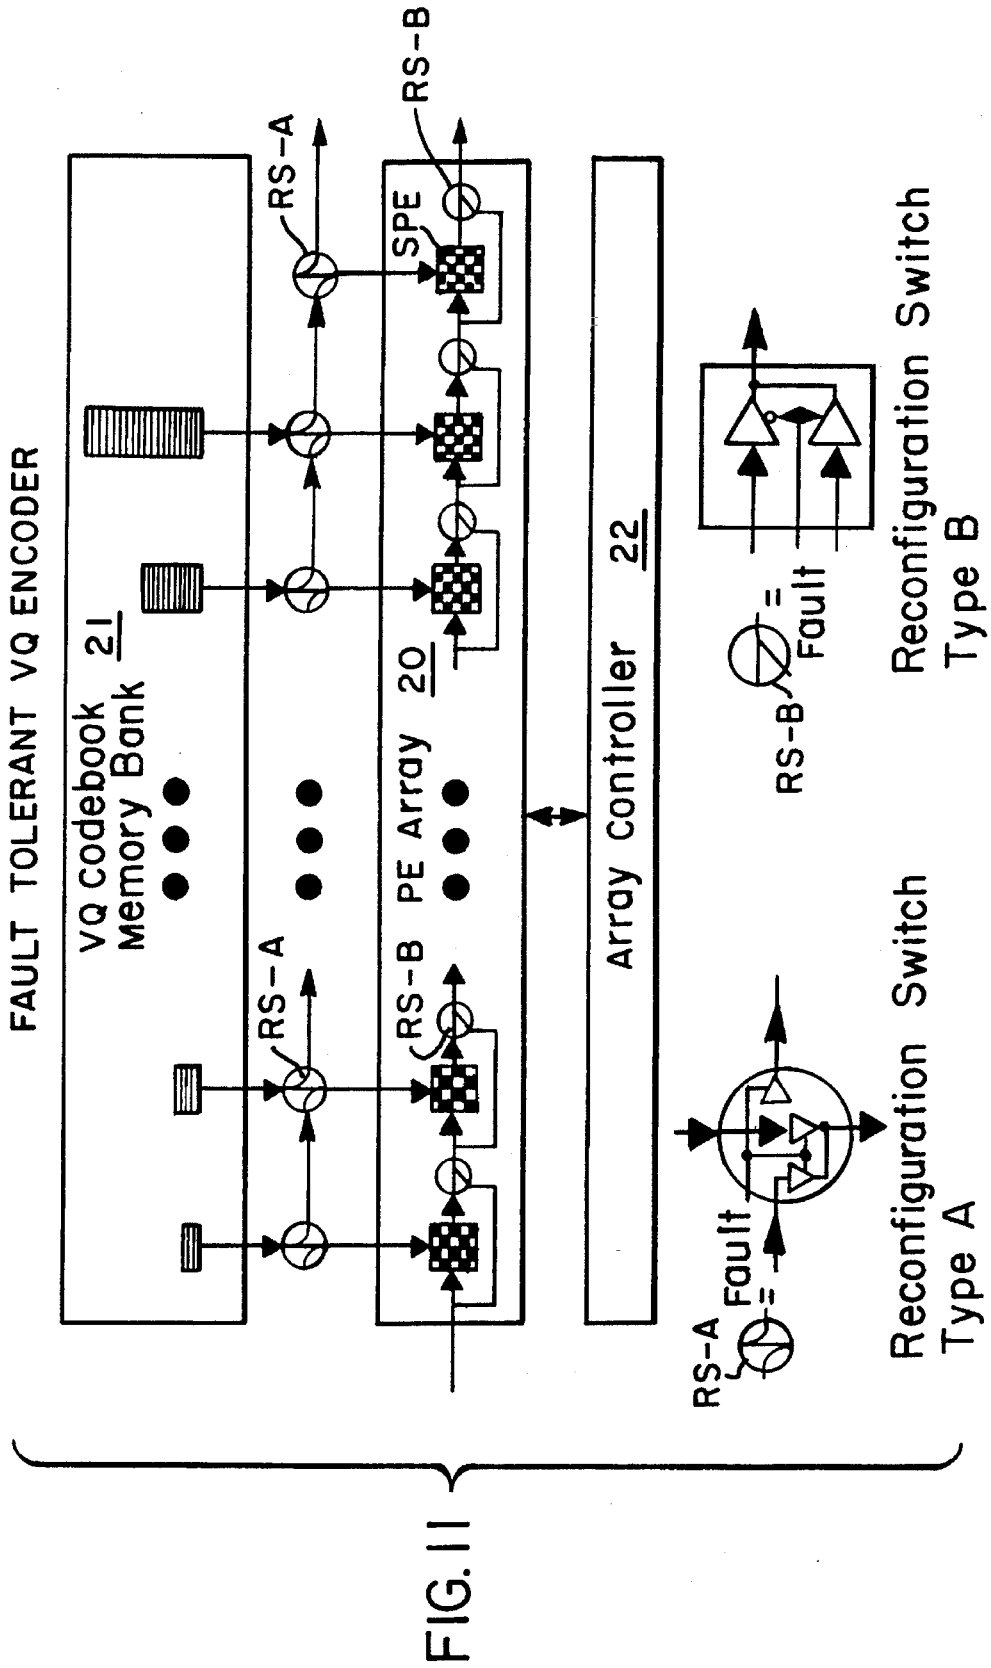 FAULT TOLERANT VQ ENCODER
VQ codebook
Memory Bank 21
RS-A
RS-A
RS-B PE Array 20
SPE
RS-B
Array Controller 22
RS-A
=
Fault
Reconfiguration Switch
Type A
RS-B
=
Fault
Reconfiguration Switch
Type B
FIG. 11